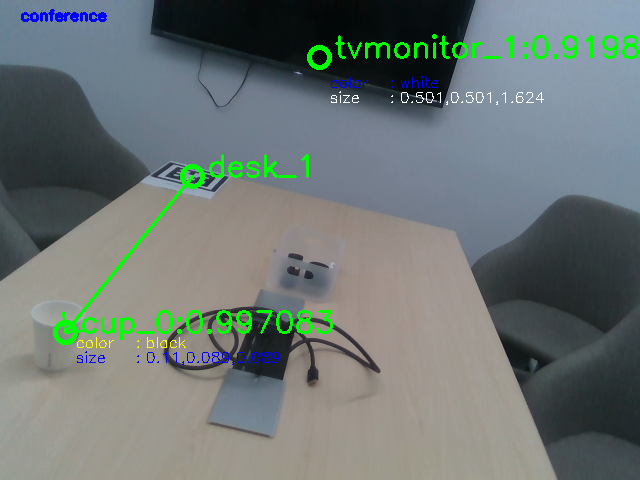 conference
tvmonitor_1:0.9198
color : white
size : 0.501,0.501,1.624
desk_1
cup_0:0.997083
color : black
size : 0.11,0.089,0.089